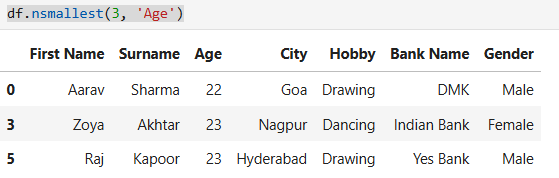 df.nsmallest(3, 'Age')
First Name Surname Age City Hobby Bank Name Gender
0 Aarav Sharma 22 Goa Drawing DMK Male
3 Zoya Akhtar 23 Nagpur Dancing Indian Bank Female
5 Raj Kapoor 23 Hyderabad Drawing Yes Bank Male